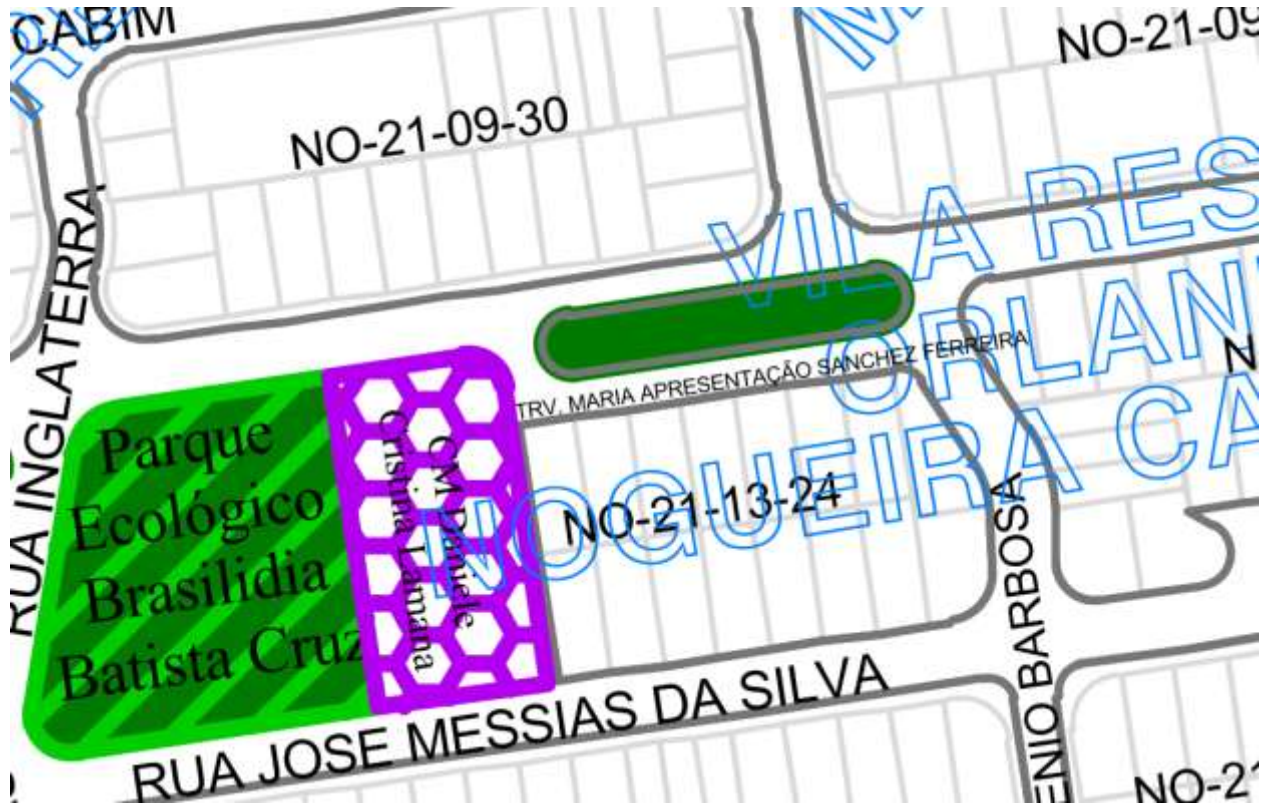 CABIM
NO-21-09
NO-21-09-30
VILA RES
RUA INGLATERRA
ORLAN
TRV. MARIA APRESENTAÇÃO SANCHEZ FERREIRA
NOGUEIRA CA
Parque
Ecológico
Brasilidia
Batista Cruz
CM Daniele
Cristina Lamana
NO-21-13-24
RUA JOSE MESSIAS DA SILVA
ENIO BARBOSA
NO-21